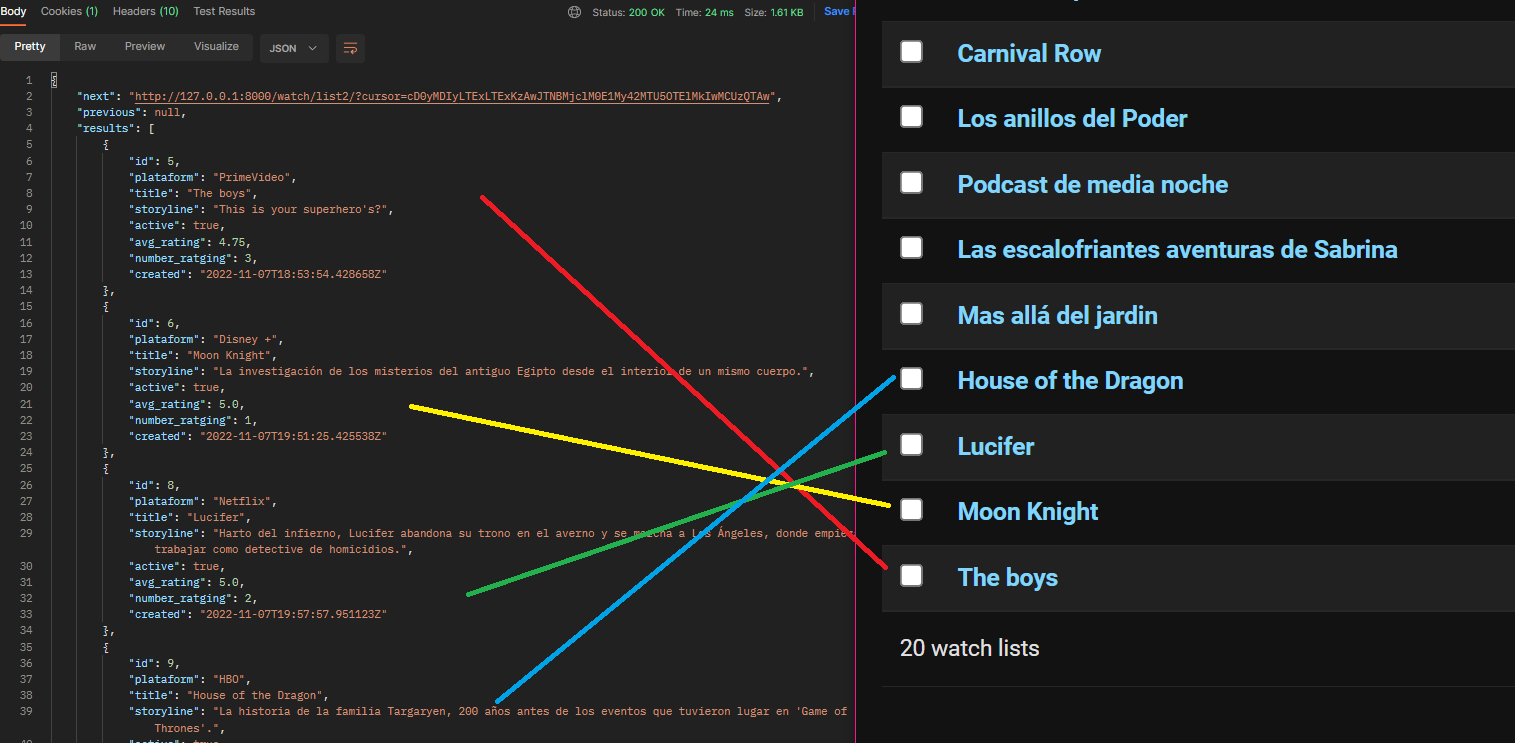 Body Cookies (1) Headers (10) Test Results Status: 200 OK Time: 24 ms Size: 1.61 KB Save
Pretty Raw Preview Visualize JSON
1 {
2 "next": "http://127.0.0.1:8000/watch/list2/?cursor=cD0yMDIyLTExLTExKzAwJTNBMjclM0E1My42MTU5OTElMkIwMCUzQTAw",
3 "previous": null,
4 "results": [
5 {
6 "id": 5,
7 "plataform": "PrimeVideo",
8 "title": "The boys",
9 "storyline": "This is your superhero's?",
10 "active": true,
11 "avg_rating": 4.75,
12 "number_ratging": 3,
13 "created": "2022-11-07T18:53:54.428658Z"
14 },
15 {
16 "id": 6,
17 "plataform": "Disney +",
18 "title": "Moon Knight",
19 "storyline": "La investigación de los misterios del antiguo Egipto desde el interior de un mismo cuerpo.",
20 "active": true,
21 "avg_rating": 5.0,
22 "number_ratging": 1,
23 "created": "2022-11-07T19:51:25.425538Z"
24 },
25 {
26 "id": 8,
27 "plataform": "Netflix",
28 "title": "Lucifer",
29 "storyline": "Harto del infierno, Lucifer abandona su trono en el averno y se marcha a Los Ángeles, donde empie
trabajar como detective de homicidios.",
30 "active": true,
31 "avg_rating": 5.0,
32 "number_ratging": 2,
33 "created": "2022-11-07T19:57:57.951123Z"
34 },
35 {
36 "id": 9,
37 "plataform": "HBO",
38 "title": "House of the Dragon",
39 "storyline": "La historia de la familia Targaryen, 200 años antes de los eventos que tuvieron lugar en 'Game of
Thrones'.",
Carnival Row
Los anillos del Poder
Podcast de media noche
Las escalofriantes aventuras de Sabrina
Mas allá del jardin
House of the Dragon
Lucifer
Moon Knight
The boys
20 watch lists